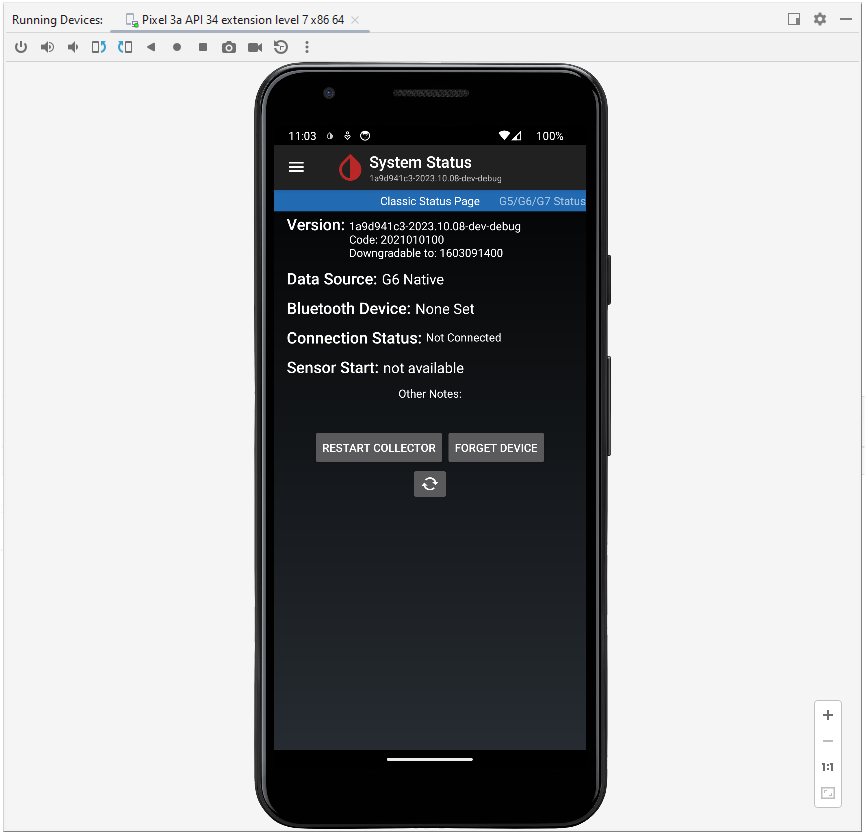 Running Devices: Pixel 3a API 34 extension level 7 x86 64
11:03 100%
System Status
1a9d941c3-2023.10.08-dev-debug
Classic Status Page G5/G6/G7 Status
Version: 1a9d941c3-2023.10.08-dev-debug
Code: 2021010100
Downgradable to: 1603091400
Data Source: G6 Native
Bluetooth Device: None Set
Connection Status: Not Connected
Sensor Start: not available
Other Notes:
RESTART COLLECTOR FORGET DEVICE
1:1